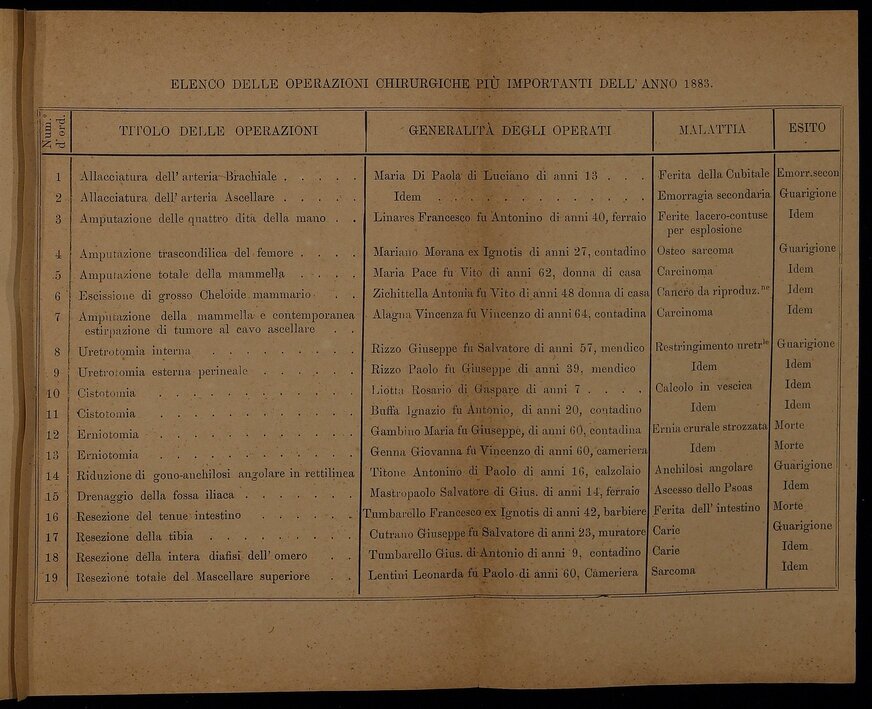 ELENCO DELLE OPERAZIONI CHIRURGICHE PIÙ IMPORTANTI DELL' ANNO 1883.
Num.° d'ord. TITOLO DELLE OPERAZIONI GENERALITÀ DEGLI OPERATI MALATTIA ESITO
1 Allacciatura dell' arteria Brachiale . . . . . Maria Di Paola di Luciano di anni 13 . . . Ferita della Cubitale Emorr.secon
2 Allacciatura dell' arteria Ascellare . . . . . Idem . . . . . . . . . . . . Emorragia secondaria Guarigione
3 Amputazione delle quattro dita della mano . . Linares Francesco fu Antonino di anni 40, ferraio Ferite lacero-contuse Idem
per esplosione
4 Amputazione trascondilica del femore . . . . Mariano Morana ex Ignotis di anni 27, contadino Osteo sarcoma Guarigione
5 Amputazione totale della mammella . . . . Maria Pace fu Vito di anni 62, donna di casa Carcinoma Idem
6 Escissione di grosso Cheloide mammario . . Zichittella Antonia fu Vito di anni 48 donna di casa Cancro da riproduz.ne Idem
7 Amputazione della mammella e contemporanea Alagna Vincenza fu Vincenzo di anni 64, contadina Carcinoma Idem
estirpazione di tumore al cavo ascellare . .
8 Uretrotomia interna . . . . . . . . Rizzo Giuseppe fu Salvatore di anni 57, mendico Restringimento uretrle Guarigione
9 Uretrotomia esterna perineale . . . . . Rizzo Paolo fu Giuseppe di anni 39, mendico Idem Idem
10 Cistotomia . . . . . . . . . . . Liotta Rosario di Gaspare di anni 7 . . . . Calcolo in vescica Idem
11 Cistotomia . . . . . . . . . . . Buffa Ignazio fu Antonio, di anni 20, contadino Idem Idem
12 Erniotomia . . . . . . . . . . . Gambino Maria fu Giuseppe, di anni 60, contadina Ernia crurale strozzata Morte
13 Erniotomia . . . . . . . . . . . Genna Giovanna fu Vincenzo di anni 60, cameriera Idem Morte
14 Riduzione di gono-anchilosi angolare in rettilinea Titone Antonino di Paolo di anni 16, calzolaio Anchilosi angolare Guarigione
15 Drenaggio della fossa iliaca . . . . . . Mastropaolo Salvatore di Gius. di anni 14, ferraio Ascesso dello Psoas Idem
16 Resezione del tenue intestino . . . . . Tumbarello Francesco ex Ignotis di anni 42, barbiere Ferita dell' intestino Morte
17 Resezione della tibia . . . . . . . . Cutrano Giuseppe fu Salvatore di anni 23, muratore Carie Guarigione
18 Resezione della intera diafisi dell' omero . . Tumbarello Gius. di Antonio di anni 9, contadino Carie Idem
19 Resezione totale del Mascellare superiore . . Lentini Leonarda fu Paolo di anni 60, Cameriera Sarcoma Idem